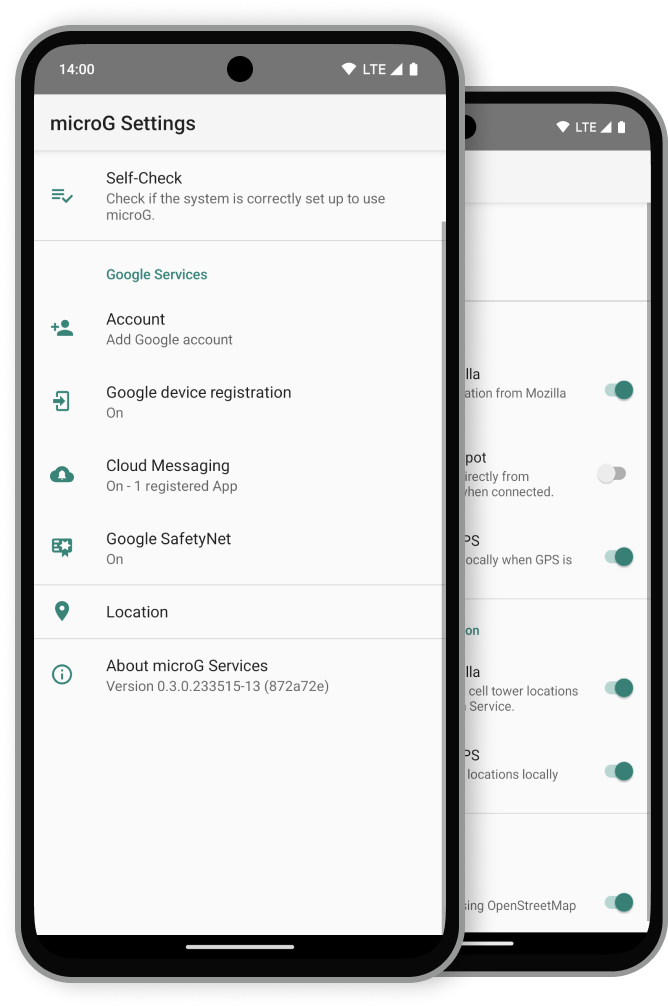 14:00
LTE
microG Settings
Self-Check
Check if the system is correctly set up to use
microG.
Google Services
Account
Add Google account
Google device registration
On
Cloud Messaging
On - 1 registered App
Google SafetyNet
On
Location
About microG Services
Version 0.3.0.233515-13 (872a72e)
LTE
lla
ation from Mozilla
pot
irectly from
when connected.
PS
ocally when GPS is
on
lla
cell tower locations
Service.
PS
locations locally
sing OpenStreetMap